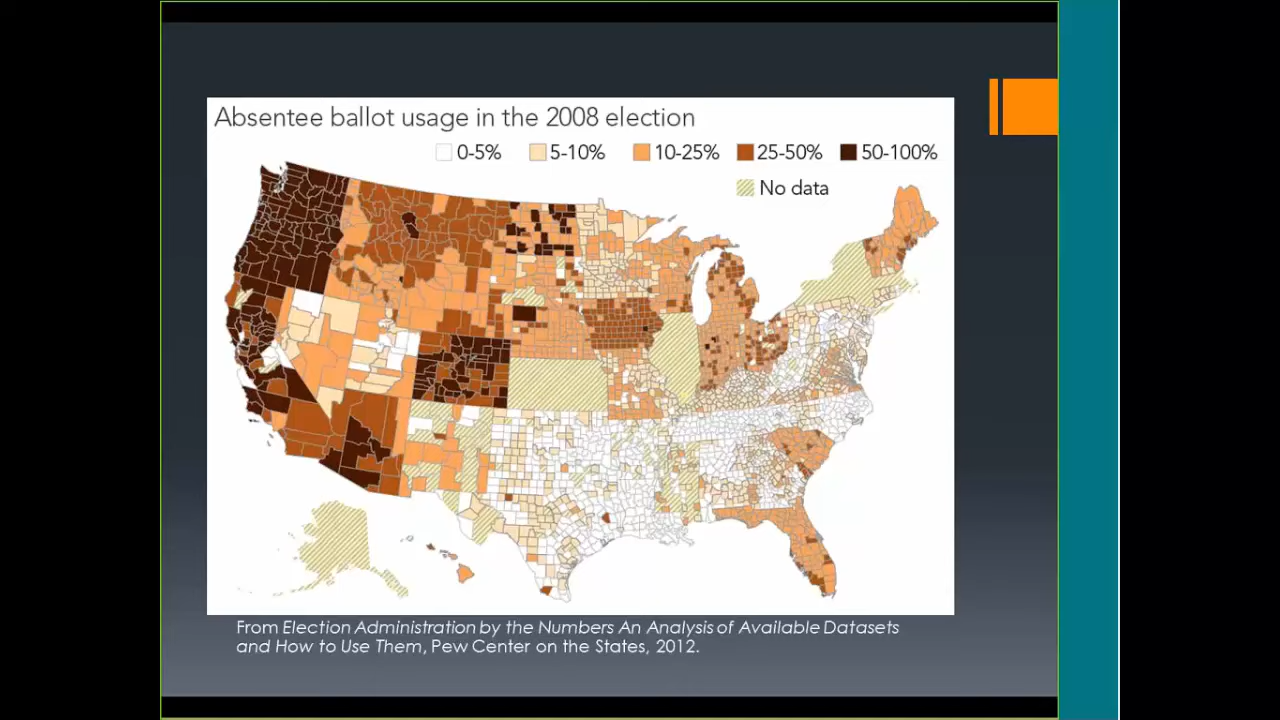 Absentee ballot usage in the 2008 election
0-5% 5-10% 10-25% 25-50% 50-100%
No data
From Election Administration by the Numbers An Analysis of Available Datasets
and How to Use Them, Pew Center on the States, 2012.